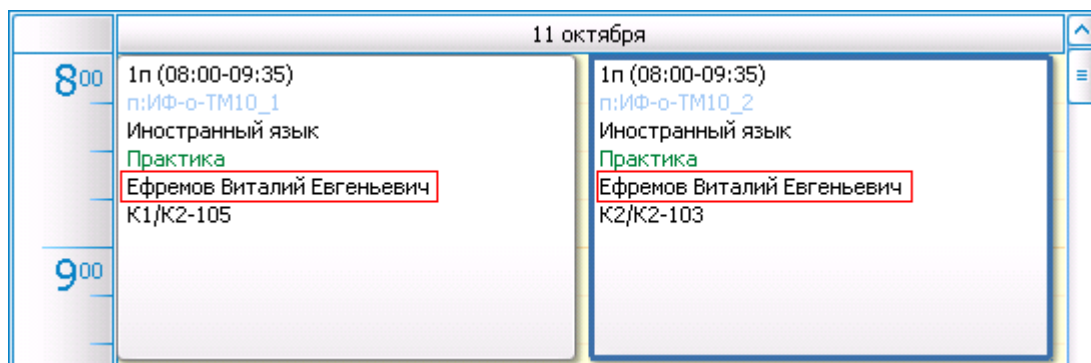 11 октября
8 00
1п (08:00-09:35)
п:ИФ-о-ТМ10_1
Иностранный язык
Практика
Ефремов Виталий Евгеньевич
К1/К2-105
1п (08:00-09:35)
п:ИФ-о-ТМ10_2
Иностранный язык
Практика
Ефремов Виталий Евгеньевич
К2/К2-103
9 00